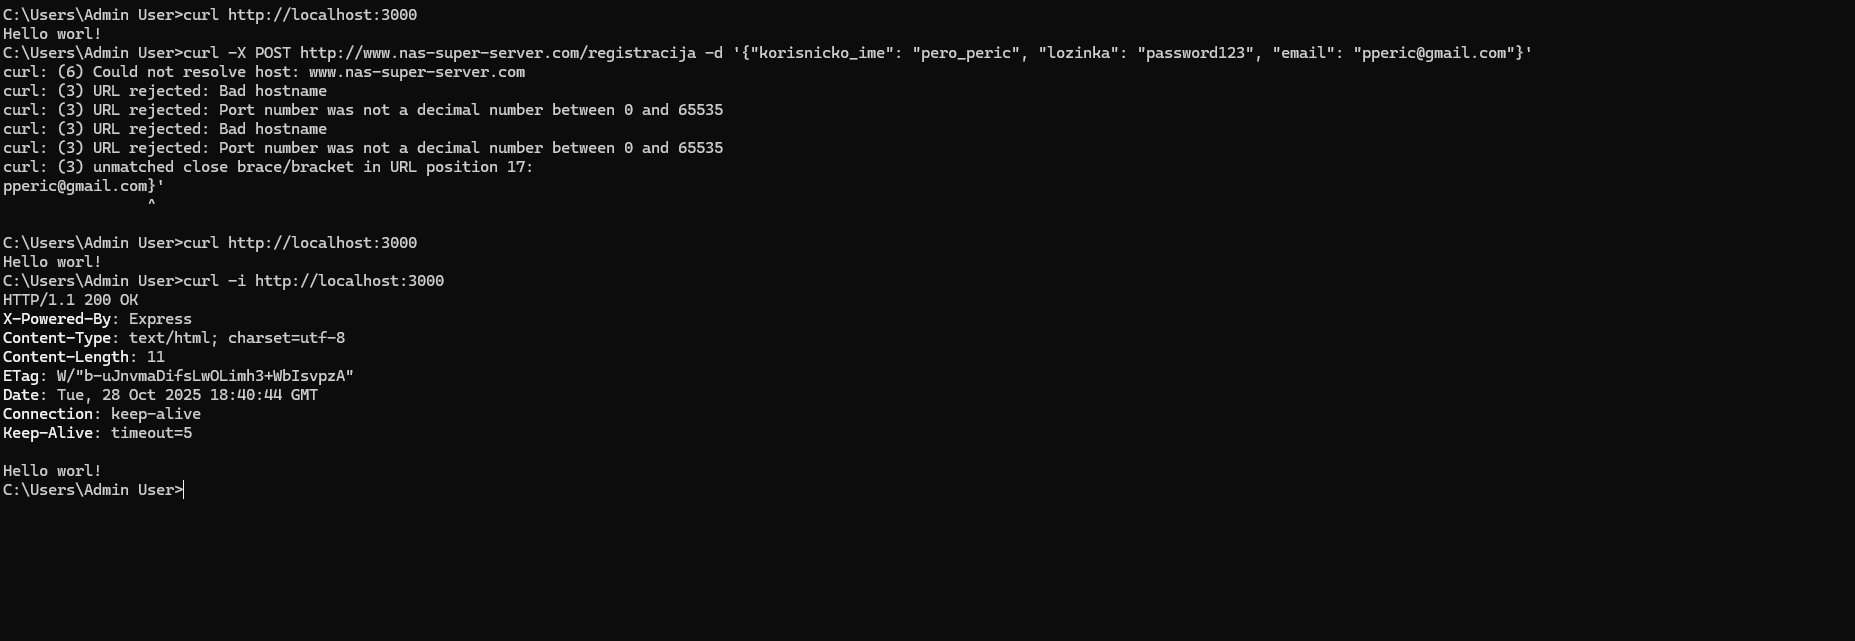 C:\Users\Admin User>curl http://localhost:3000
Hello worl!
C:\Users\Admin User>curl -X POST http://www.nas-super-server.com/registracija -d '{"korisnicko_ime": "pero_peric", "lozinka": "password123", "email": "pperic@gmail.com"}'
curl: (6) Could not resolve host: www.nas-super-server.com
curl: (3) URL rejected: Bad hostname
curl: (3) URL rejected: Port number was not a decimal number between 0 and 65535
curl: (3) URL rejected: Bad hostname
curl: (3) URL rejected: Port number was not a decimal number between 0 and 65535
curl: (3) unmatched close brace/bracket in URL position 17:
pperic@gmail.com}'
                ^
C:\Users\Admin User>curl http://localhost:3000
Hello worl!
C:\Users\Admin User>curl -i http://localhost:3000
HTTP/1.1 200 OK
X-Powered-By: Express
Content-Type: text/html; charset=utf-8
Content-Length: 11
ETag: W/"b-uJnvmaDifsLwOLimh3+WbIsvpzA"
Date: Tue, 28 Oct 2025 18:40:44 GMT
Connection: keep-alive
Keep-Alive: timeout=5

Hello worl!
C:\Users\Admin User>